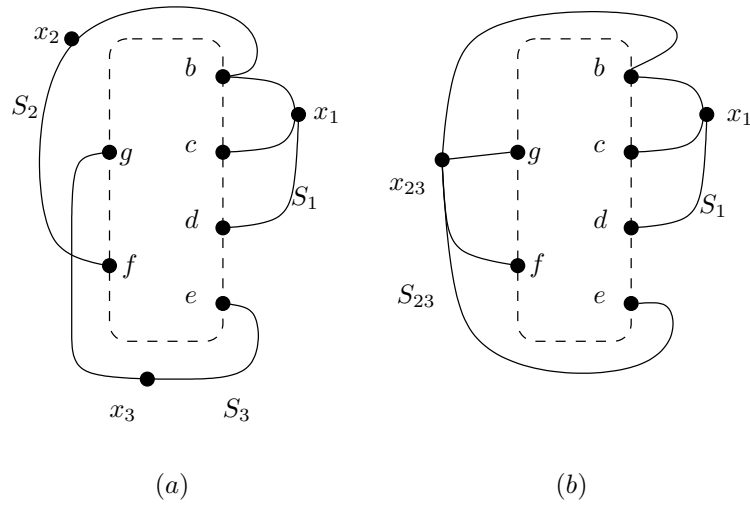 x₂
b b
S₂
x₁ x₁
g c g c
x₂₃
S₁ S₁
d d
f f
e e
S₂₃
x₃ S₃
(a) (b)